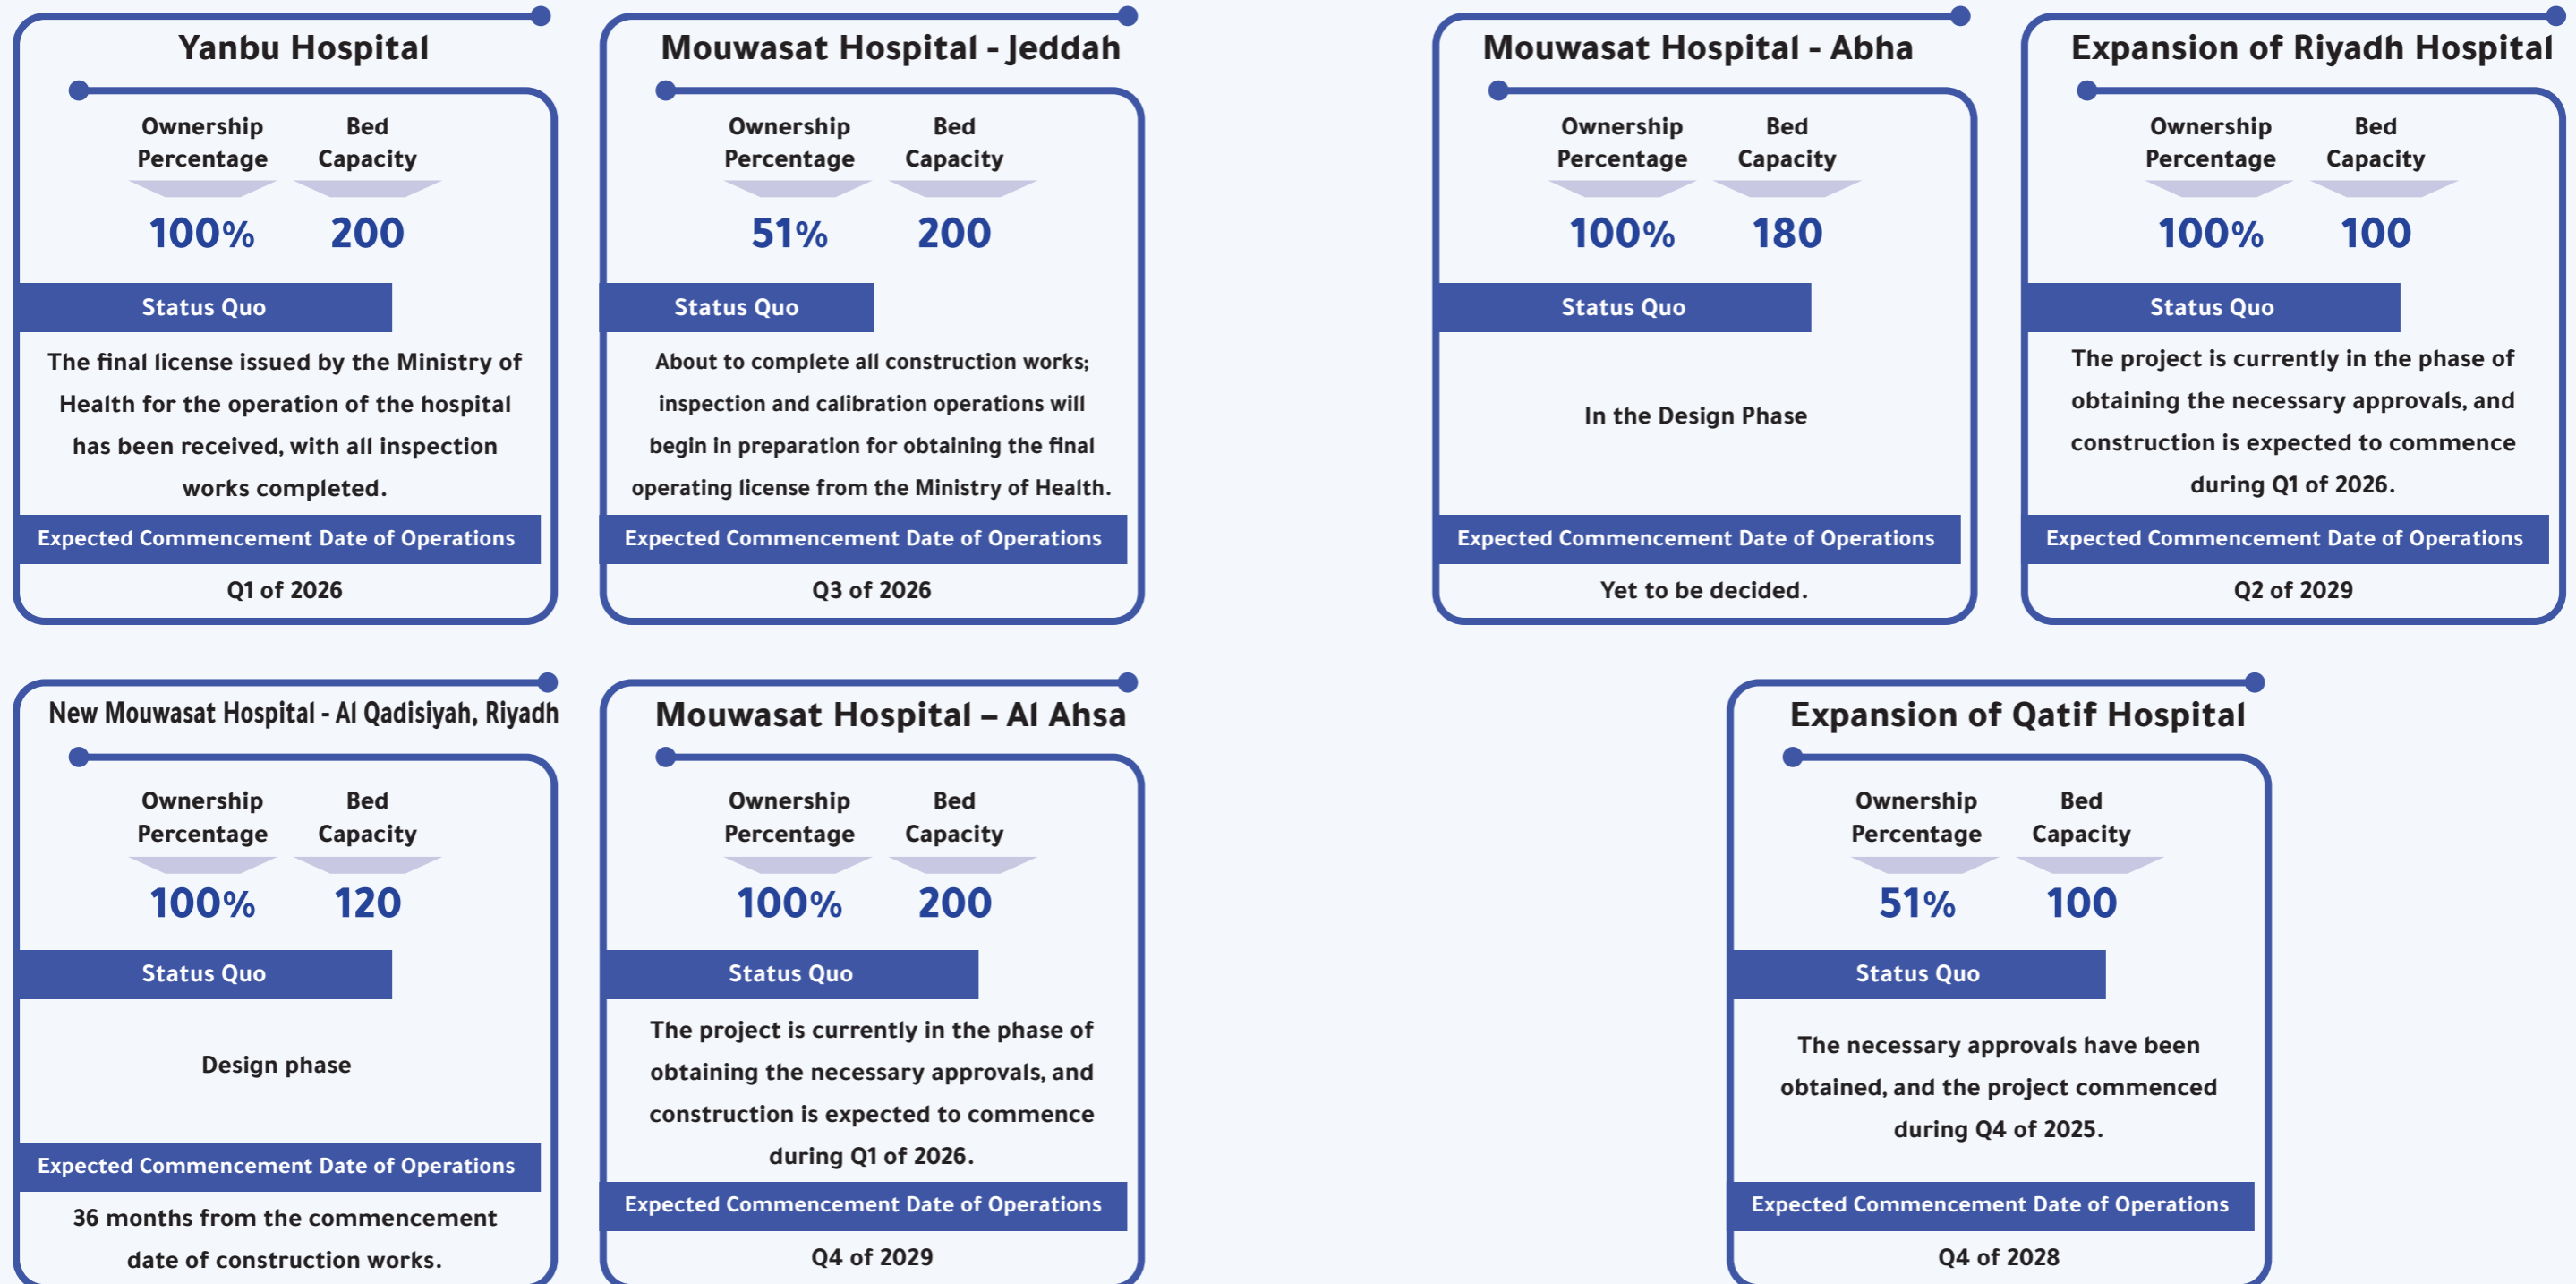 Yanbu Hospital
Ownership
Percentage
Bed
Capacity
100%
200
Status Quo
The final license issued by the Ministry of
Health for the operation of the hospital
has been received, with all inspection
works completed.
Expected Commencement Date of Operations
Q1 of 2026
Mouwasat Hospital - Jeddah
Ownership
Percentage
Bed
Capacity
51%
200
Status Quo
About to complete all construction works;
inspection and calibration operations will
begin in preparation for obtaining the final
operating license from the Ministry of Health.
Expected Commencement Date of Operations
Q3 of 2026
Mouwasat Hospital - Abha
Ownership
Percentage
Bed
Capacity
100%
180
Status Quo
In the Design Phase
Expected Commencement Date of Operations
Yet to be decided.
Expansion of Riyadh Hospital
Ownership
Percentage
Bed
Capacity
100%
100
Status Quo
The project is currently in the phase of
obtaining the necessary approvals, and
construction is expected to commence
during Q1 of 2026.
Expected Commencement Date of Operations
Q2 of 2029
New Mouwasat Hospital - Al Qadisiyah, Riyadh
Ownership
Percentage
Bed
Capacity
100%
120
Status Quo
Design phase
Expected Commencement Date of Operations
36 months from the commencement
date of construction works.
Mouwasat Hospital – Al Ahsa
Ownership
Percentage
Bed
Capacity
100%
200
Status Quo
The project is currently in the phase of
obtaining the necessary approvals, and
construction is expected to commence
during Q1 of 2026.
Expected Commencement Date of Operations
Q4 of 2029
Expansion of Qatif Hospital
Ownership
Percentage
Bed
Capacity
51%
100
Status Quo
The necessary approvals have been
obtained, and the project commenced
during Q4 of 2025.
Expected Commencement Date of Operations
Q4 of 2028